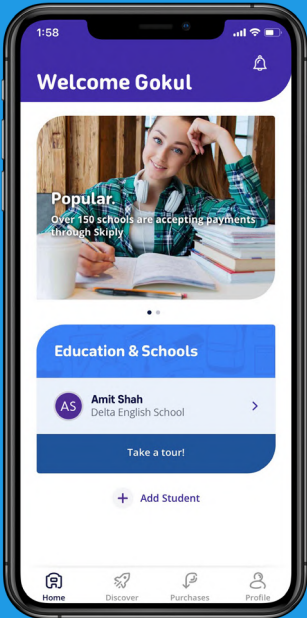 1:58
Welcome Gokul
Popular.
Over 150 schools are accepting payments
through Skiply
Education & Schools
AS
Amit Shah
Delta English School
Take a tour!
+ Add Student
Home
Discover
Purchases
Profile